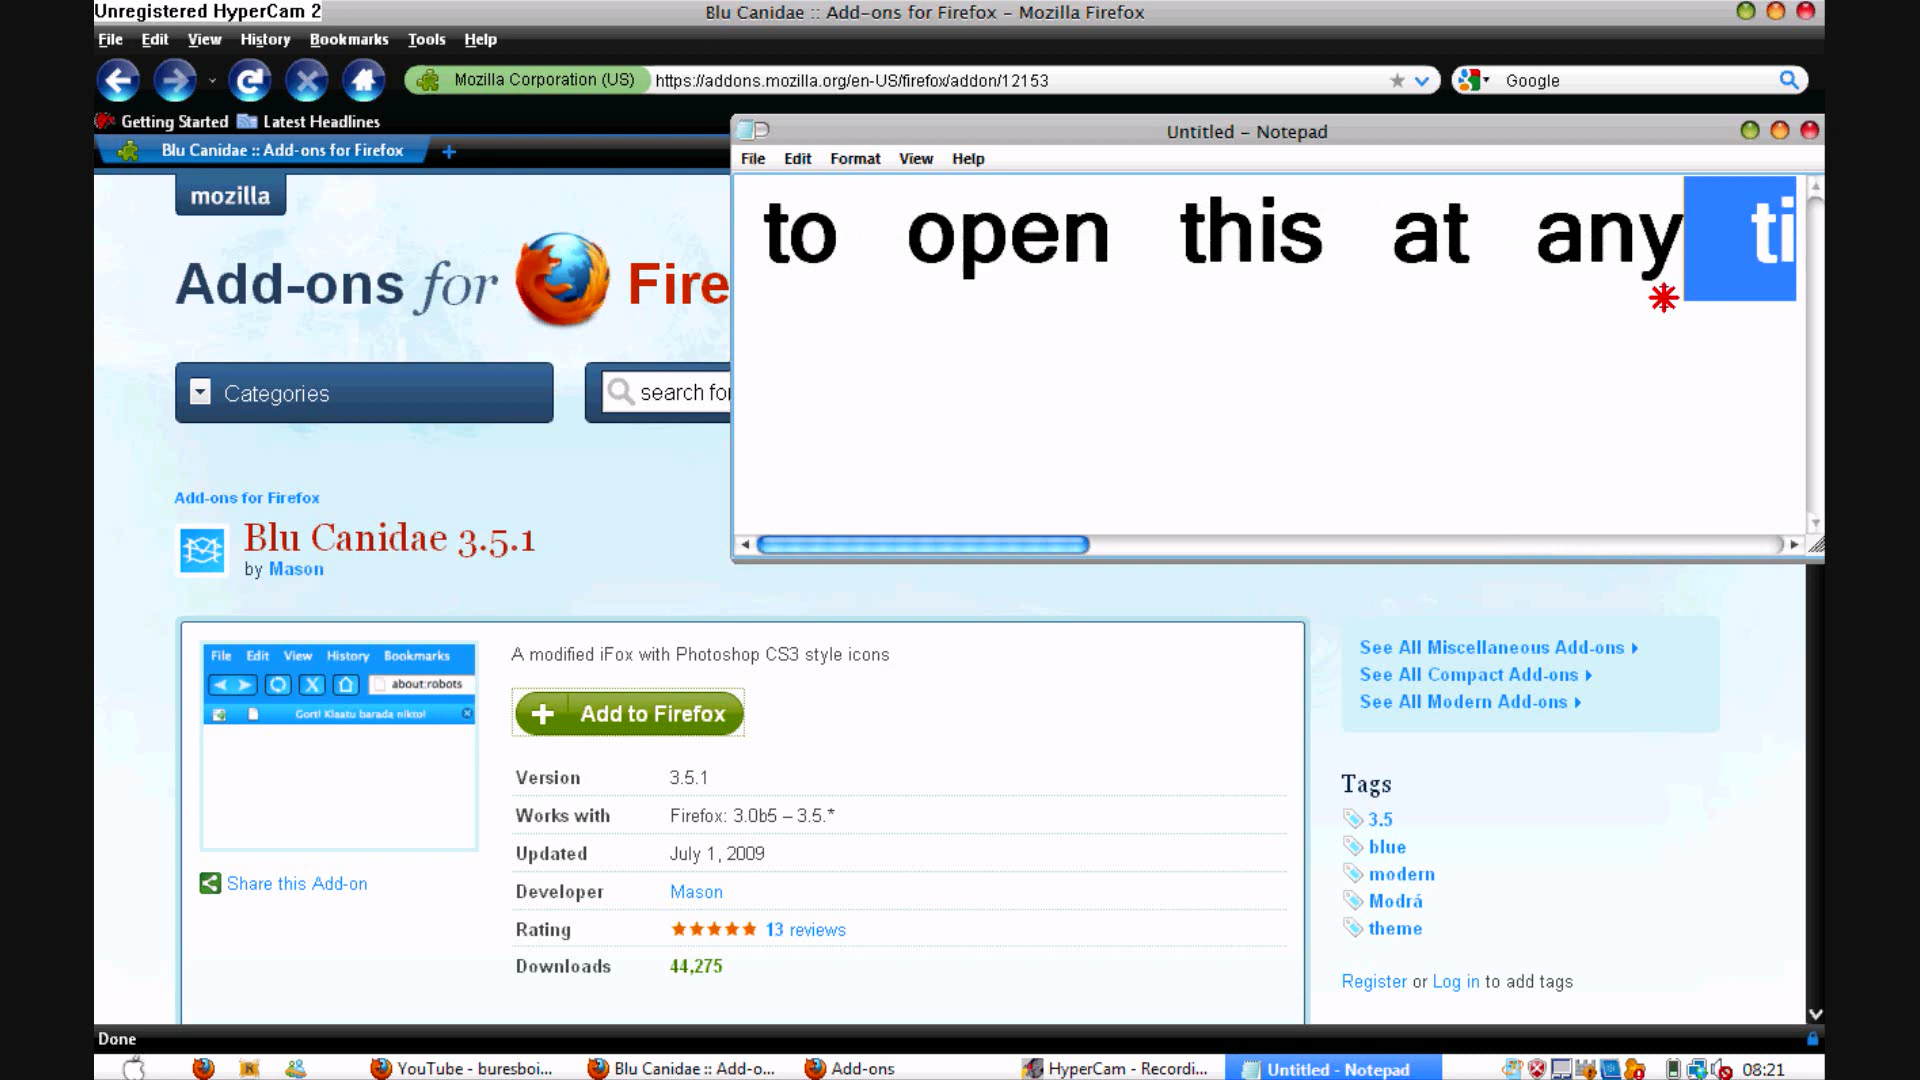 Unregistered HyperCam 2
Blu Canidae :: Add-ons for Firefox - Mozilla Firefox
File Edit View History Bookmarks Tools Help
Mozilla Corporation (US) https://addons.mozilla.org/en-US/firefox/addon/12153 Google
Getting Started Latest Headlines
Blu Canidae :: Add-ons for Firefox
Untitled - Notepad
File Edit Format View Help
to open this at any ti
mozilla
Add-ons for Fire
Categories
search for
Add-ons for Firefox
Blu Canidae 3.5.1
by Mason
File Edit View History Bookmarks
about:robots
Gort! Klaatu barada nikto!
Share this Add-on
A modified iFox with Photoshop CS3 style icons
Add to Firefox
Version 3.5.1
Works with Firefox: 3.0b5 – 3.5.*
Updated July 1, 2009
Developer Mason
Rating 13 reviews
Downloads 44,275
See All Miscellaneous Add-ons
See All Compact Add-ons
See All Modern Add-ons
Tags
3.5
blue
modern
Modrá
theme
Register or Log in to add tags
Done
YouTube - buresboi... Blu Canidae :: Add-o... Add-ons HyperCam - Recordi... Untitled - Notepad 08:21